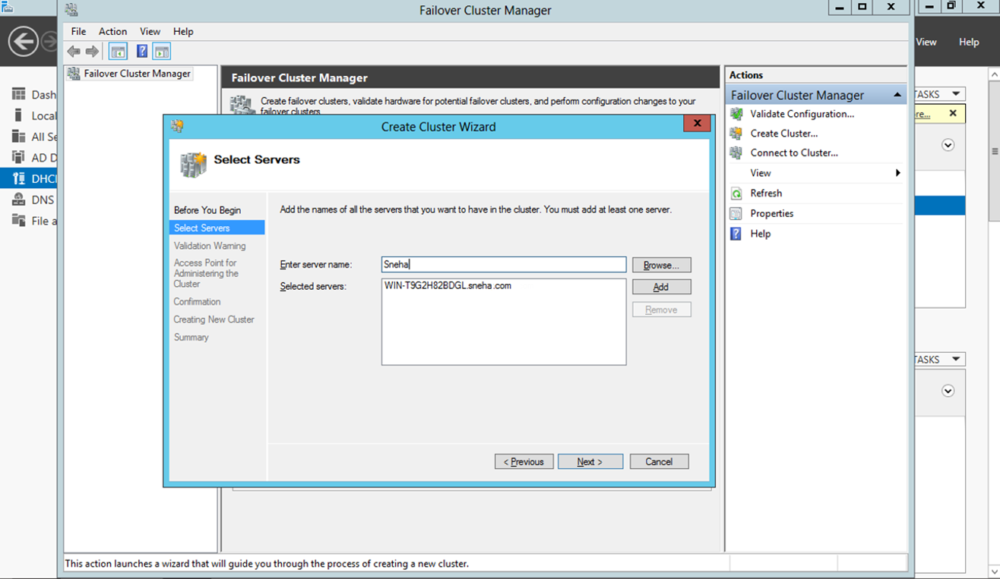 Failover Cluster Manager
File Action View Help
View Help
Failover Cluster Manager
Dash
Local
All Se
AD D
DHC
DNS
File a
Failover Cluster Manager
Create failover clusters, validate hardware for potential failover clusters, and perform configuration changes to your
failover clusters
Create Cluster Wizard
Select Servers
Before You Begin
Select Servers
Validation Warning
Access Point for
Administering the
Cluster
Confirmation
Creating New Cluster
Summary
Add the names of all the servers that you want to have in the cluster. You must add at least one server.
Enter server name:
Sneha
Browse...
Selected servers:
WIN-T9G2H82BDGL.sneha.com
Add
Remove
< Previous
Next >
Cancel
Actions
Failover Cluster Manager
Validate Configuration...
Create Cluster...
Connect to Cluster...
View
Refresh
Properties
Help
TASKS
re...
TASKS
This action launches a wizard that will guide you through the process of creating a new cluster.